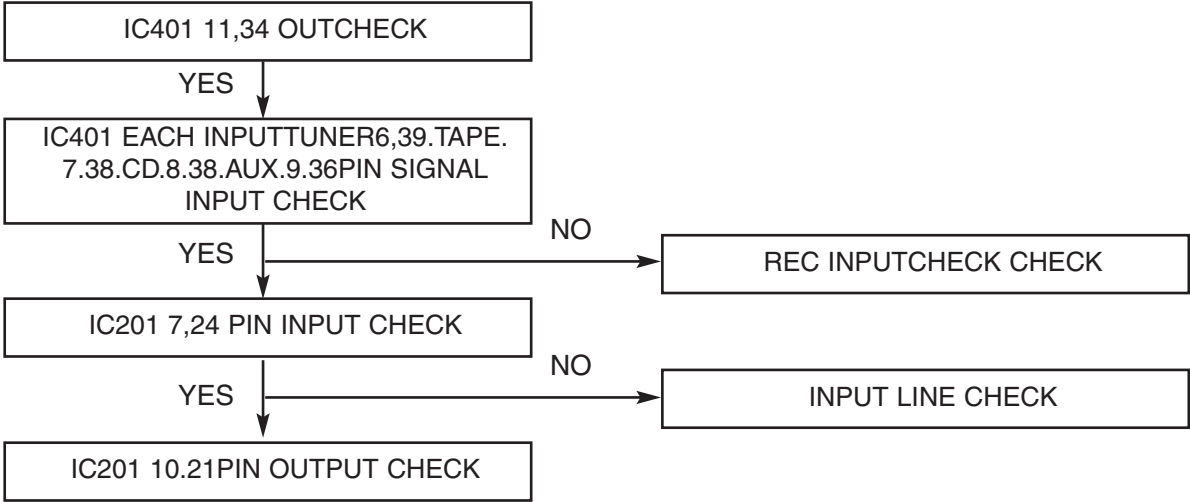 IC401 11,34 OUTCHECK
YES
IC401 EACH INPUTTUNER6,39.TAPE.
7.38.CD.8.38.AUX.9.36PIN SIGNAL
INPUT CHECK
YES
NO
REC INPUTCHECK CHECK
IC201 7,24 PIN INPUT CHECK
YES
NO
INPUT LINE CHECK
IC201 10.21PIN OUTPUT CHECK